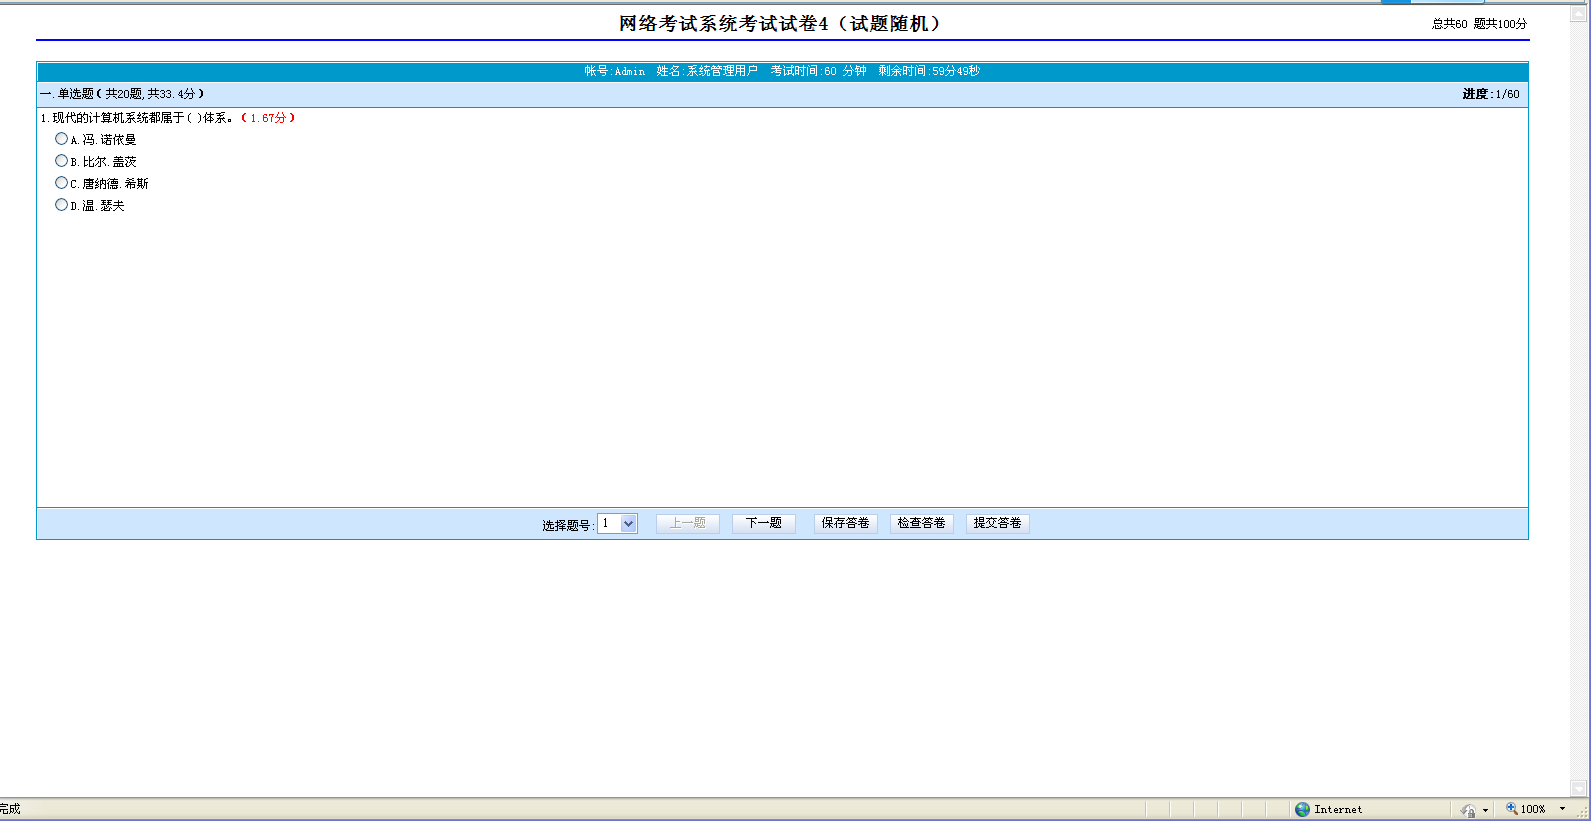 网络考试系统考试试卷4（试题随机）
总共60 题共100分
帐号:Admin 姓名:系统管理用户 考试时间:60 分钟 剩余时间:59分49秒
一.单选题(共20题,共33.4分)
进度:1/60
1.现代的计算机系统都属于( )体系。(1.67分)
A.冯.诺依曼
B.比尔.盖茨
C.唐纳德.希斯
D.温.瑟夫
选择题号: 1 上一题 下一题 保存答卷 检查答卷 提交答卷
完成 Internet 100%